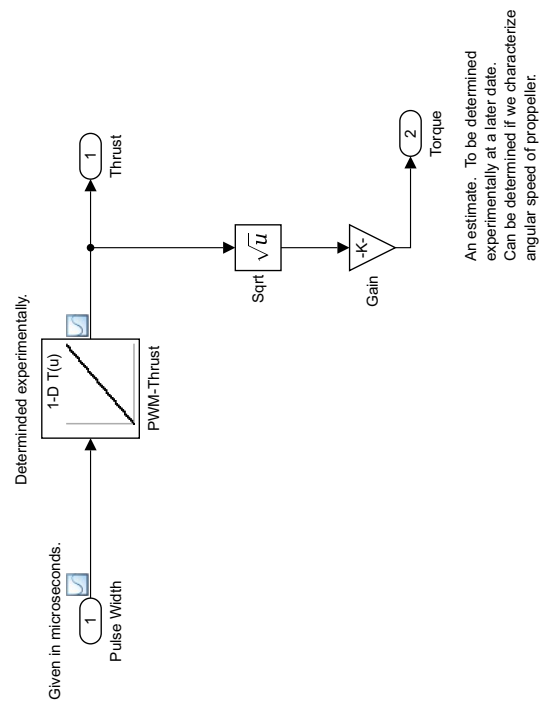 Given in microseconds.
1
Pulse Width
Determinded experimentally.
1-D T(u)
PWM-Thrust
1
Thrust
Sqrt
√u
Gain
-K-
2
Torque
An estimate. To be determined
experimentally at a later date.
Can be determined if we characterize
angular speed of proppeller.